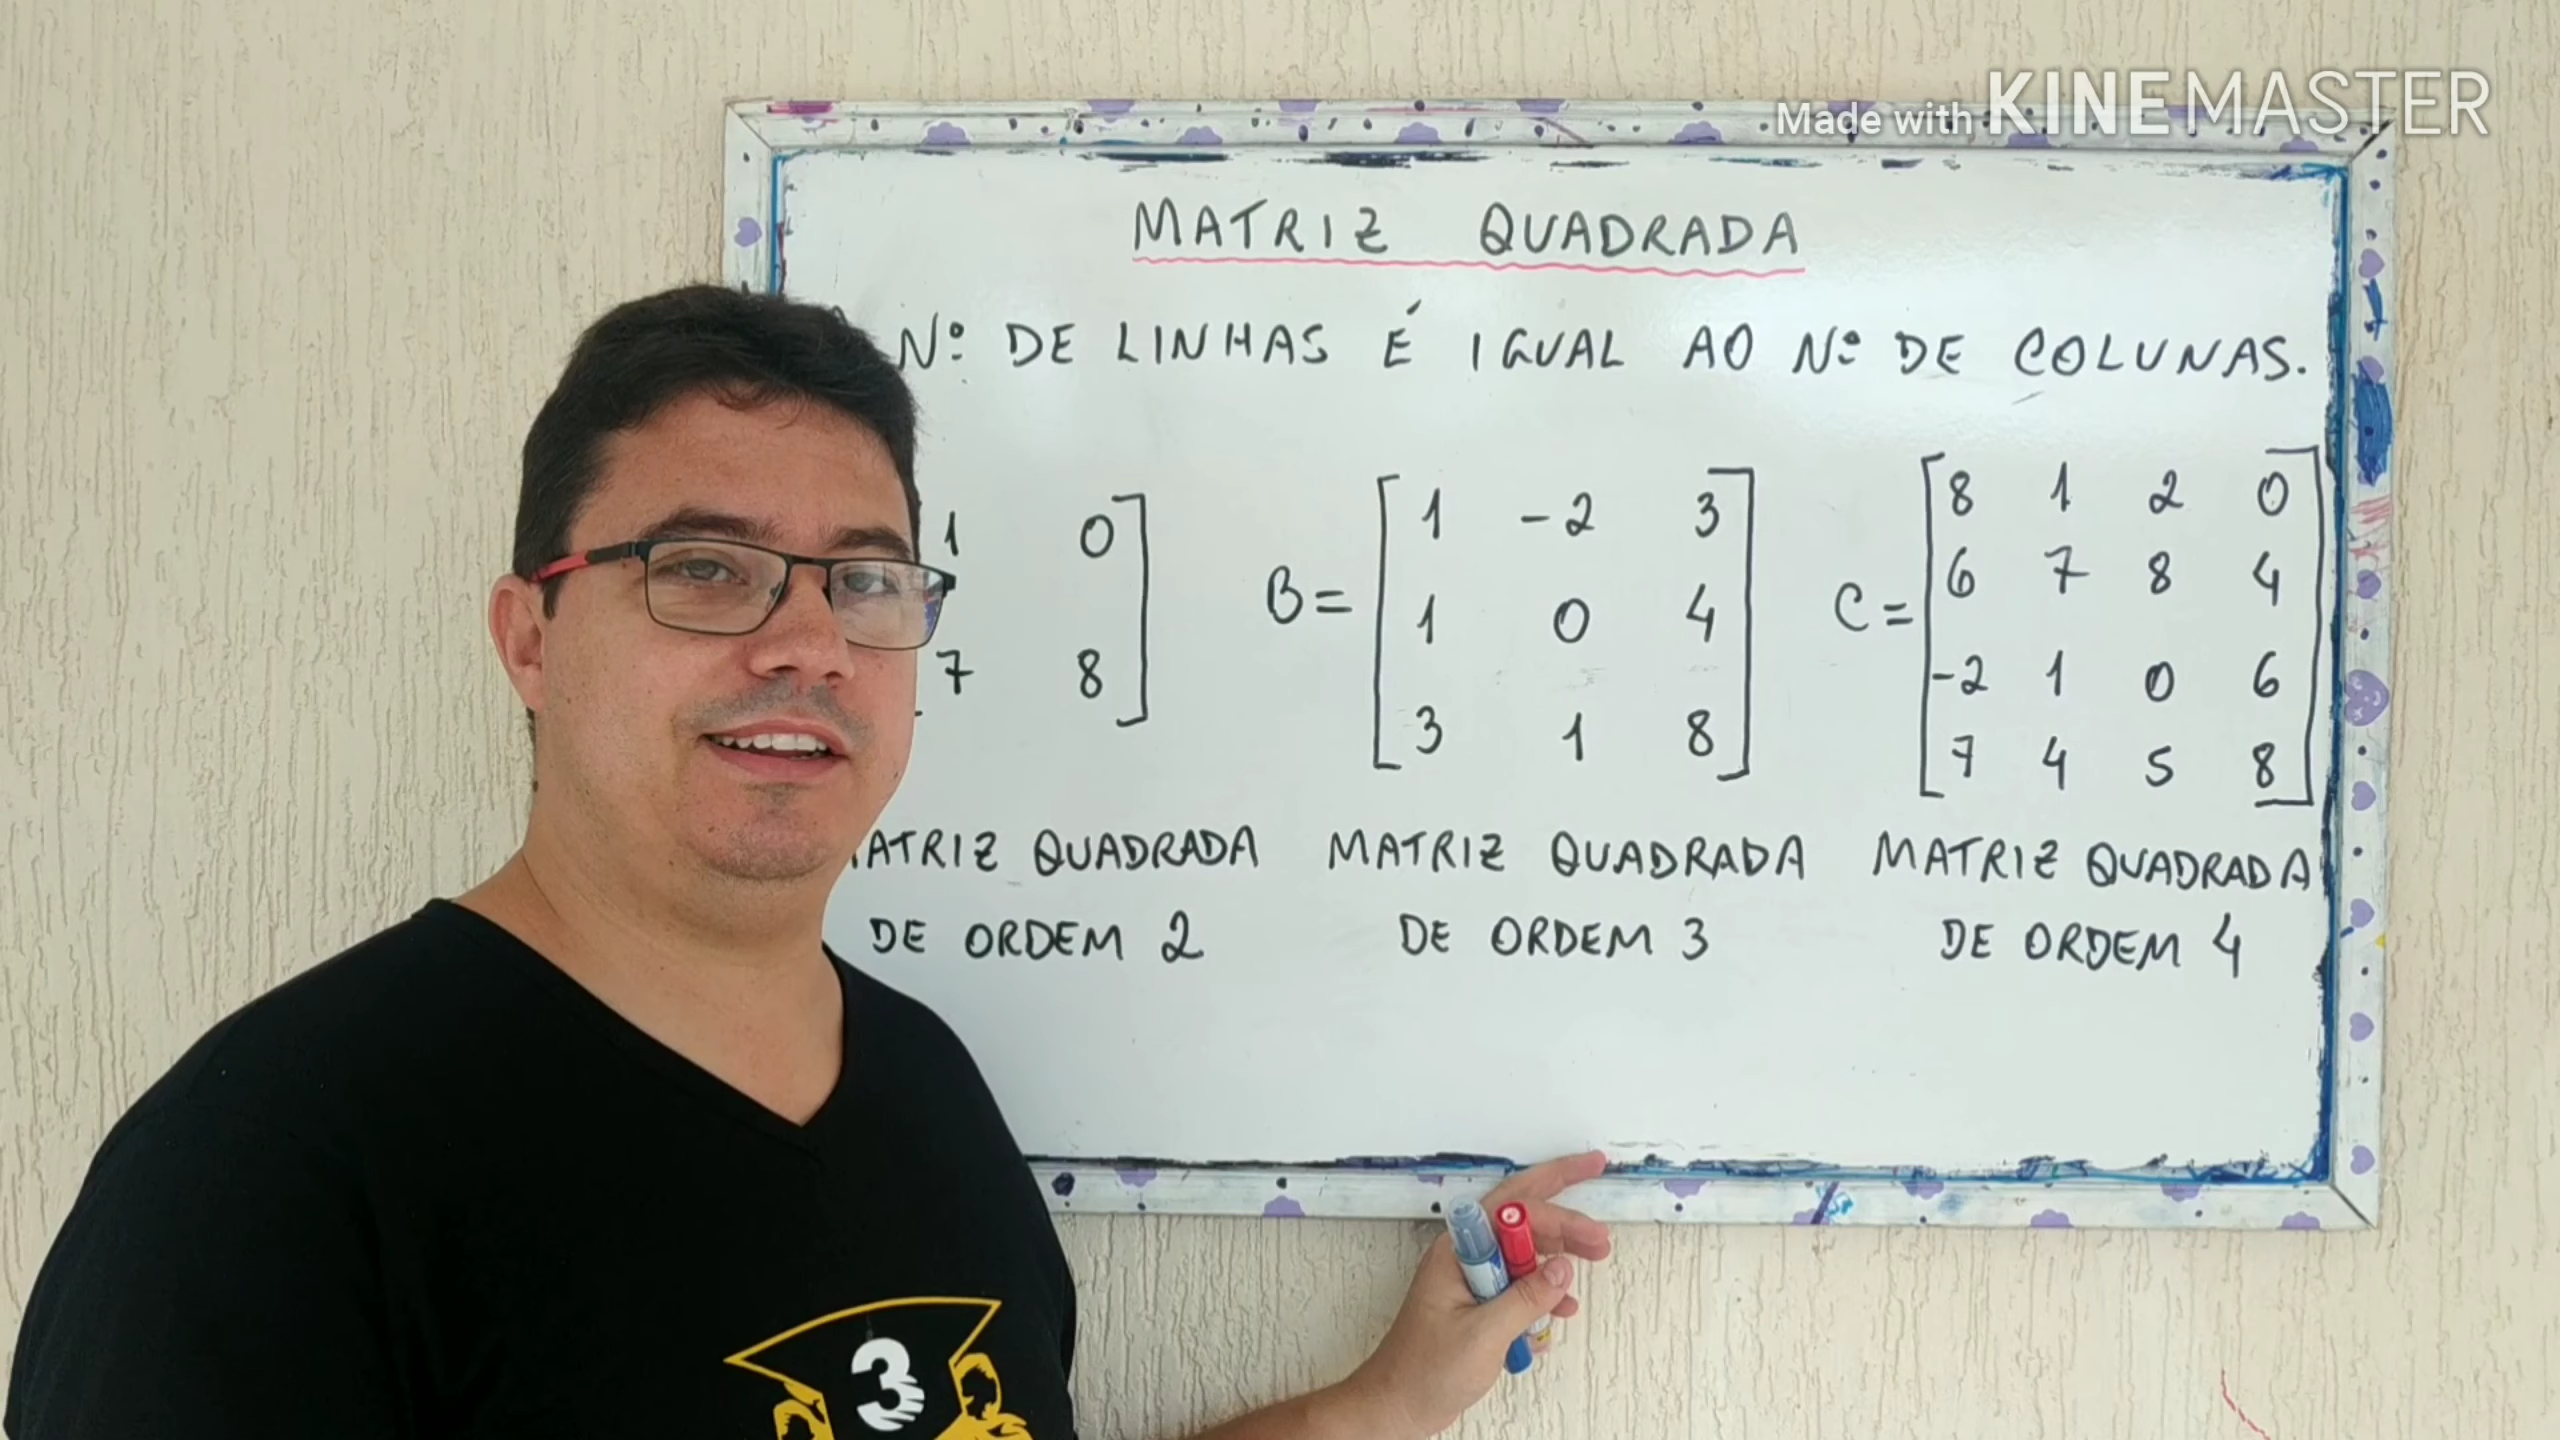 Made with KINEMASTER
MATRIZ QUADRADA
Nº DE LINHAS É IGUAL AO Nº DE COLUNAS.
1 0
7 8
B =
1 -2 3
1 0 4
3 1 8
C =
8 1 2 0
6 7 8 4
-2 1 0 6
7 4 5 8
ATRIZ QUADRADA
DE ORDEM 2
MATRIZ QUADRADA
DE ORDEM 3
MATRIZ QUADRADA
DE ORDEM 4
3